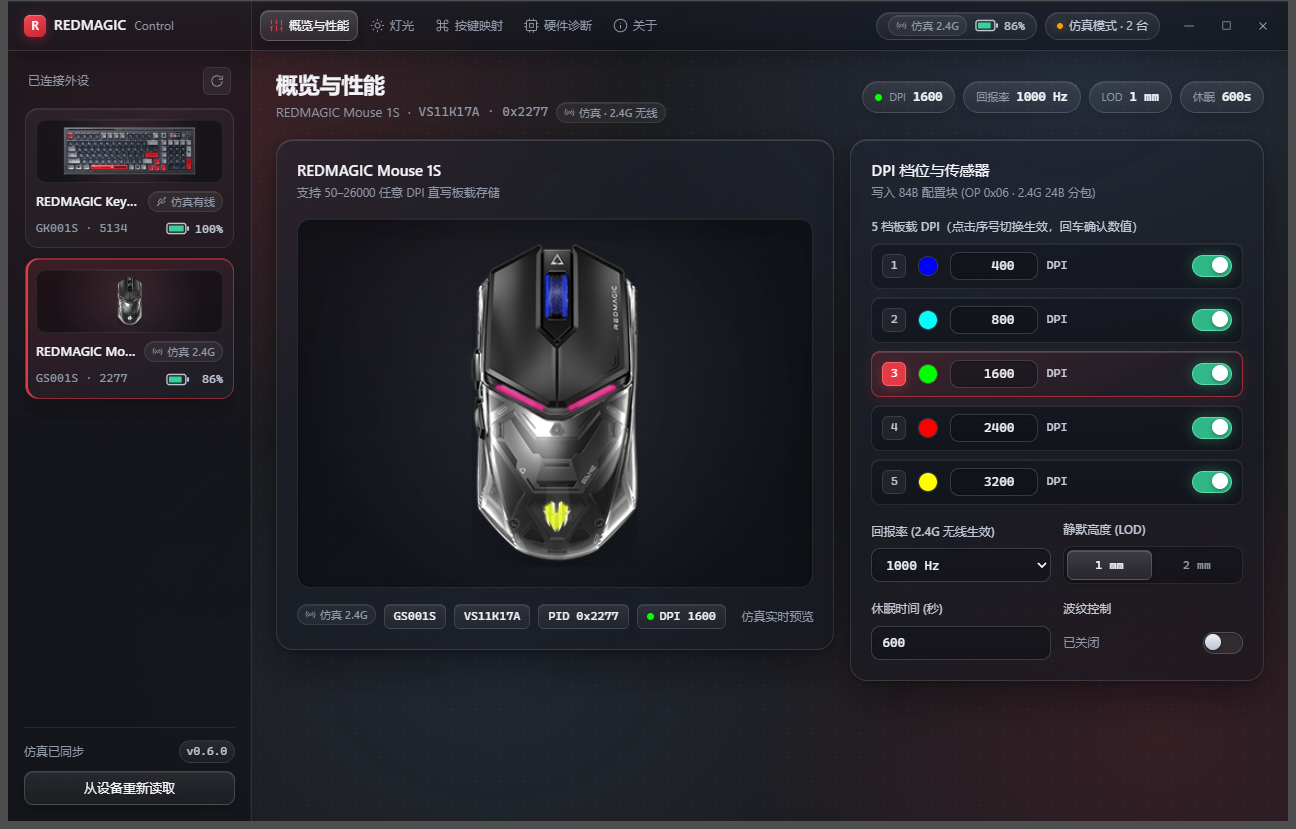 R REDMAGIC Control
概览与性能 灯光 按键映射 硬件诊断 关于
仿真 2.4G 86% 仿真模式 · 2 台
已连接外设
REDMAGIC Key... 仿真有线
GK001S · 5134 100%
REDMAGIC Mo... 仿真 2.4G
GS001S · 2277 86%
仿真已同步 v0.6.0
从设备重新读取
概览与性能
REDMAGIC Mouse 1S · VS11K17A · 0x2277 仿真 · 2.4G 无线
DPI 1600 回报率 1000 Hz LOD 1 mm 休眠 600s
REDMAGIC Mouse 1S
支持 50–26000 任意 DPI 直写板载存储
REDMAGIC
仿真 2.4G GS001S VS11K17A PID 0x2277 DPI 1600 仿真实时预览
DPI 档位与传感器
写入 84B 配置块 (OP 0x06 · 2.4G 24B 分包)
5 档板载 DPI（点击序号切换生效，回车确认数值）
1 400 DPI
2 800 DPI
3 1600 DPI
4 2400 DPI
5 3200 DPI
回报率 (2.4G 无线生效) 静默高度 (LOD)
1000 Hz 1 mm 2 mm
休眠时间 (秒) 波纹控制
600 已关闭